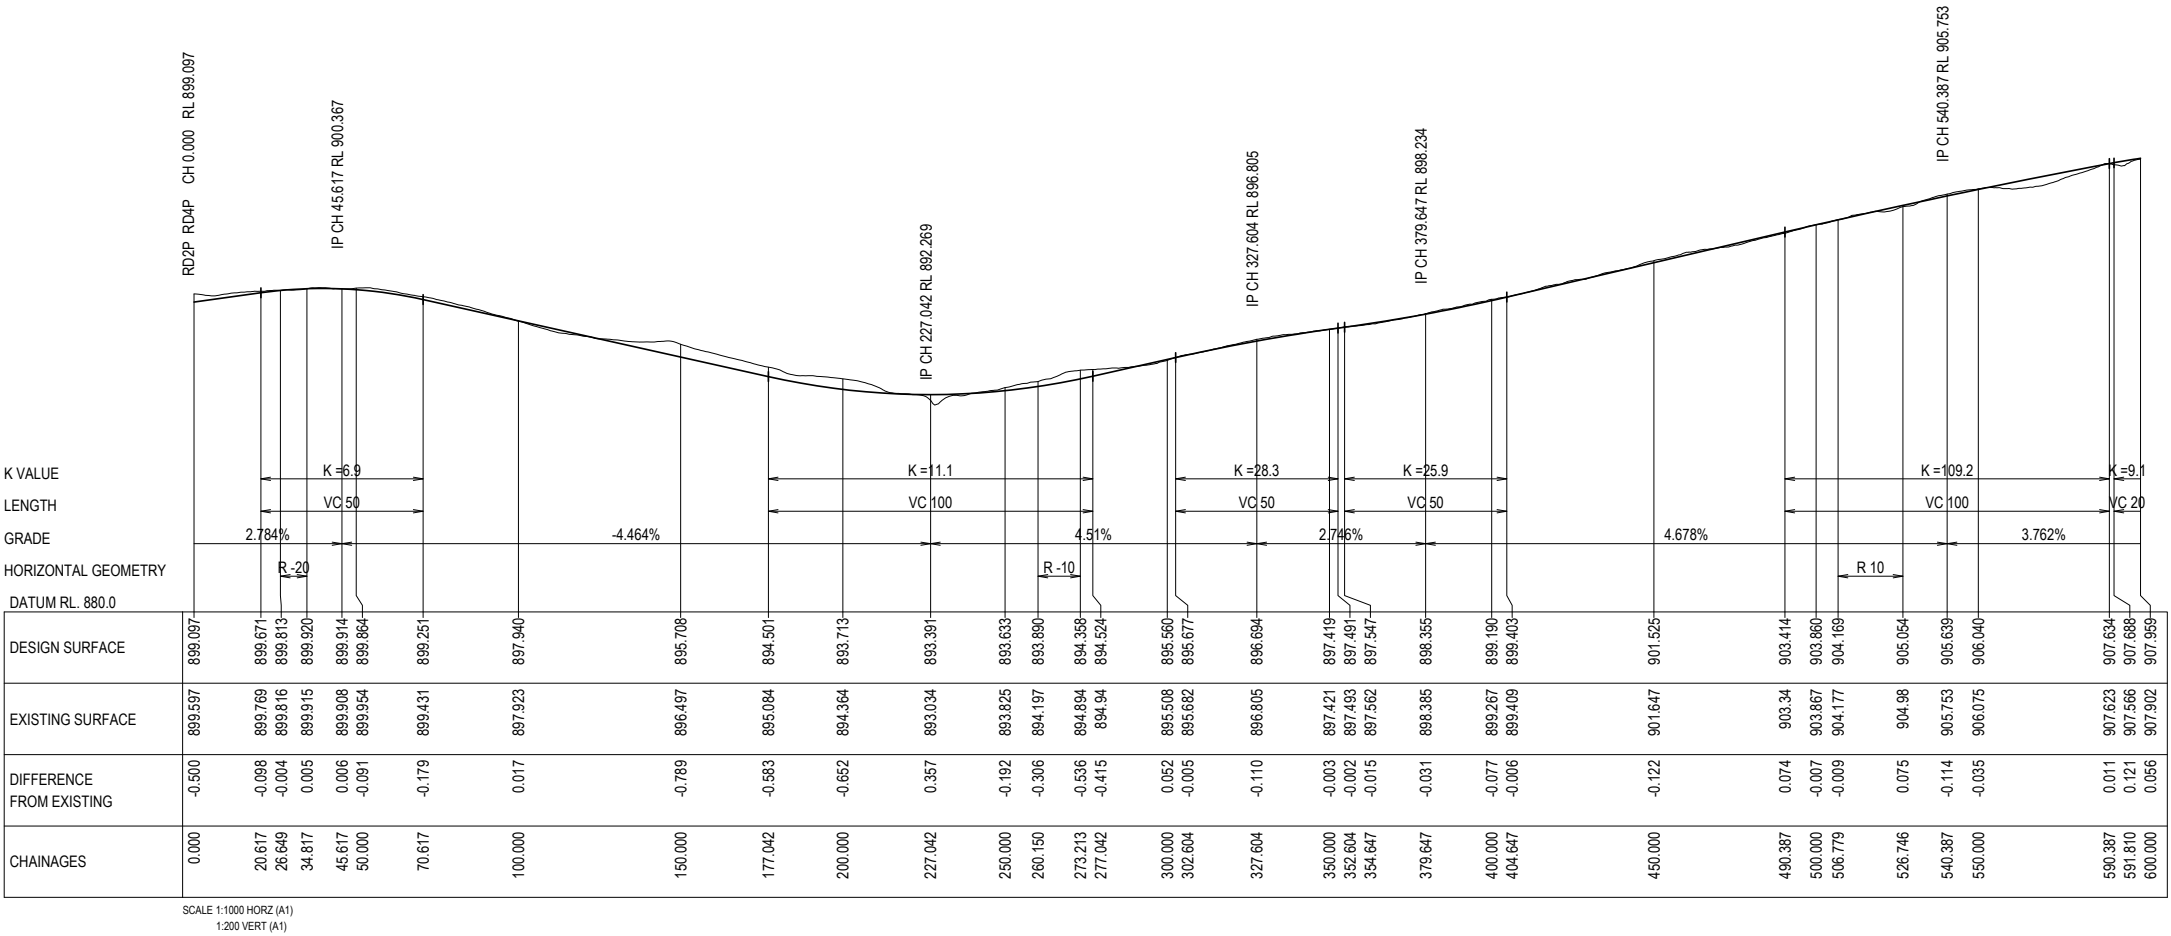 RD2P RD4P CH 0.000 RL 899.097
IP CH 45.617 RL 900.367
IP CH 227.042 RL 892.269
IP CH 327.604 RL 896.805
IP CH 379.647 RL 898.234
IP CH 540.387 RL 905.753
K VALUE K =6.9 K =11.1 K =28.3 K =25.9 K =109.2 K =9.1
LENGTH VC 50 VC 100 VC 50 VC 50 VC 100 VC 20
GRADE 2.784% -4.464% 4.51% 2.746% 4.678% 3.762%
HORIZONTAL GEOMETRY R -20 R -10 R 10
DATUM RL. 880.0
DESIGN SURFACE 899.097 899.671 899.813 899.920 899.914 899.864 899.251 897.940 895.708 894.501 893.713 893.391 893.633 893.890 894.358 894.524 895.560 895.677 896.694 897.419 897.491 897.547 898.355 899.190 899.403 901.525 903.414 903.860 904.169 905.054 905.639 906.040 907.634 907.688 907.959
EXISTING SURFACE 899.597 899.769 899.816 899.915 899.908 899.954 899.431 897.923 896.497 895.084 894.364 893.034 893.825 894.197 894.894 894.94 895.508 895.682 896.805 897.421 897.493 897.562 898.385 899.267 899.409 901.647 903.34 903.867 904.177 904.98 905.753 906.075 907.623 907.566 907.902
DIFFERENCE
FROM EXISTING -0.500 -0.098 -0.004 0.005 0.006 -0.091 -0.179 0.017 -0.789 -0.583 -0.652 0.357 -0.192 -0.306 -0.536 -0.415 0.052 -0.005 -0.110 -0.003 -0.002 -0.015 -0.031 -0.077 -0.006 -0.122 0.074 -0.007 -0.009 0.075 -0.114 -0.035 0.011 0.121 0.056
CHAINAGES 0.000 20.617 26.649 34.817 45.617 50.000 70.617 100.000 150.000 177.042 200.000 227.042 250.000 260.150 273.213 277.042 300.000 302.604 327.604 350.000 352.604 354.647 379.647 400.000 404.647 450.000 490.387 500.000 506.779 526.746 540.387 550.000 590.387 591.810 600.000
SCALE 1:1000 HORZ (A1)
1:200 VERT (A1)